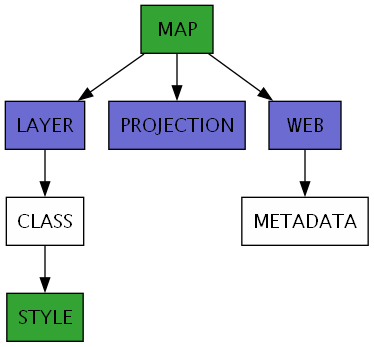 MAP
LAYER
PROJECTION
WEB
CLASS
METADATA
STYLE